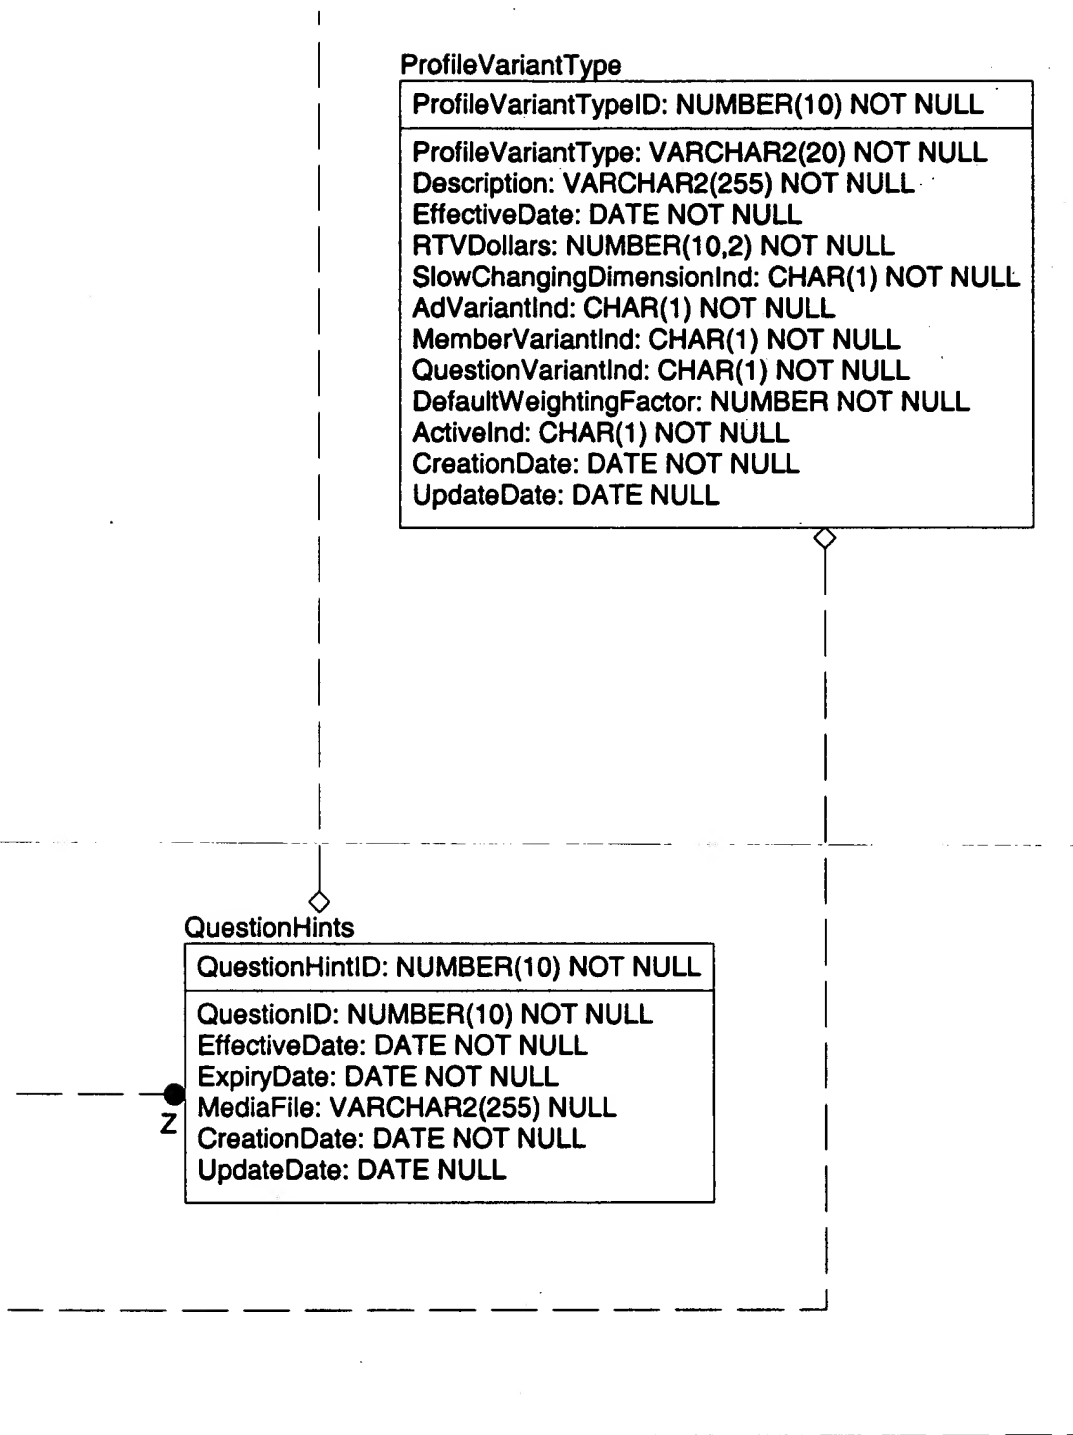 ProfileVariantType
ProfileVariantTypeID: NUMBER(10) NOT NULL
ProfileVariantType: VARCHAR2(20) NOT NULL
Description: VARCHAR2(255) NOT NULL
EffectiveDate: DATE NOT NULL
RTVDollars: NUMBER(10,2) NOT NULL
SlowChangingDimensionInd: CHAR(1) NOT NULL
AdVariantInd: CHAR(1) NOT NULL
MemberVariantInd: CHAR(1) NOT NULL
QuestionVariantInd: CHAR(1) NOT NULL
DefaultWeightingFactor: NUMBER NOT NULL
ActiveInd: CHAR(1) NOT NULL
CreationDate: DATE NOT NULL
UpdateDate: DATE NULL
QuestionHints
QuestionHintID: NUMBER(10) NOT NULL
QuestionID: NUMBER(10) NOT NULL
EffectiveDate: DATE NOT NULL
ExpiryDate: DATE NOT NULL
MediaFile: VARCHAR2(255) NULL
Z
CreationDate: DATE NOT NULL
UpdateDate: DATE NULL